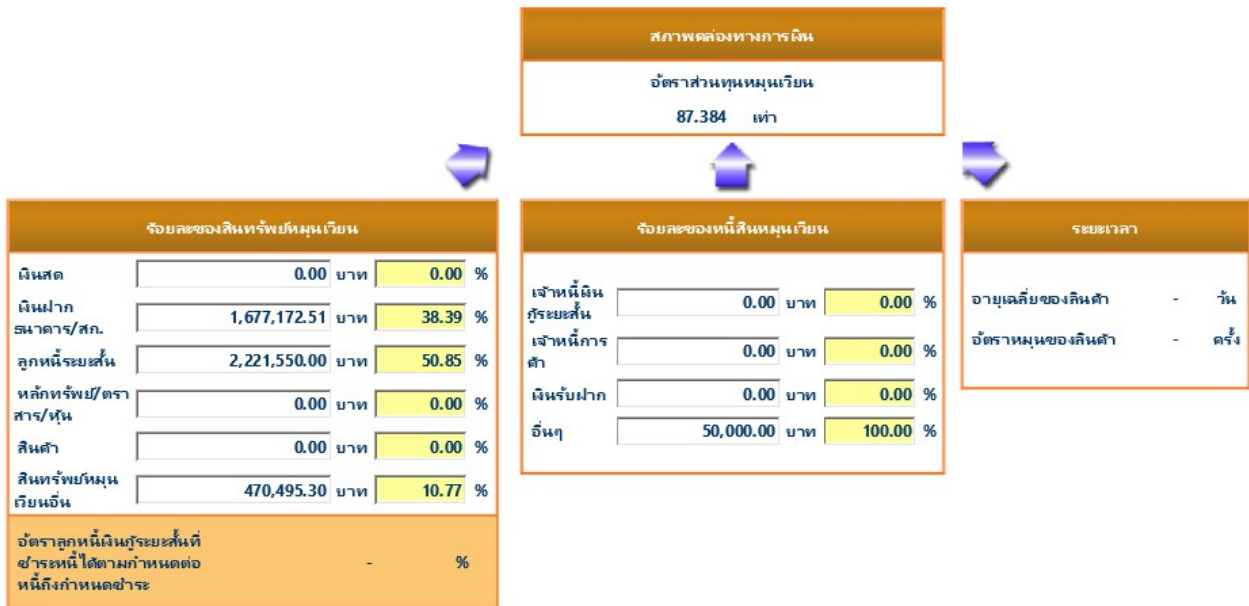 สภาพคล่องทางการเงิน
อัตราส่วนทุนหมุนเวียน
87.384 เท่า
ร้อยละของสินทรัพย์หมุนเวียน
เงินสด 0.00 บาท 0.00 %
เงินฝาก
ธนาคาร/สก. 1,677,172.51 บาท 38.39 %
ลูกหนี้ระยะสั้น 2,221,550.00 บาท 50.85 %
หลักทรัพย์/ตรา
สาร/หุ้น 0.00 บาท 0.00 %
สินค้า 0.00 บาท 0.00 %
สินทรัพย์หมุน
เวียนอื่น 470,495.30 บาท 10.77 %
อัตราลูกหนี้เงินกู้ระยะสั้นที่
ชำระหนี้ได้ตามกำหนดต่อ - %
หนี้ถึงกำหนดชำระ
ร้อยละของหนี้สินหมุนเวียน
เจ้าหนี้เงิน
กู้ระยะสั้น 0.00 บาท 0.00 %
เจ้าหนี้การ
ค้า 0.00 บาท 0.00 %
เงินรับฝาก 0.00 บาท 0.00 %
อื่นๆ 50,000.00 บาท 100.00 %
ระยะเวลา
อายุเฉลี่ยของสินค้า - วัน
อัตราหมุนของสินค้า - ครั้ง